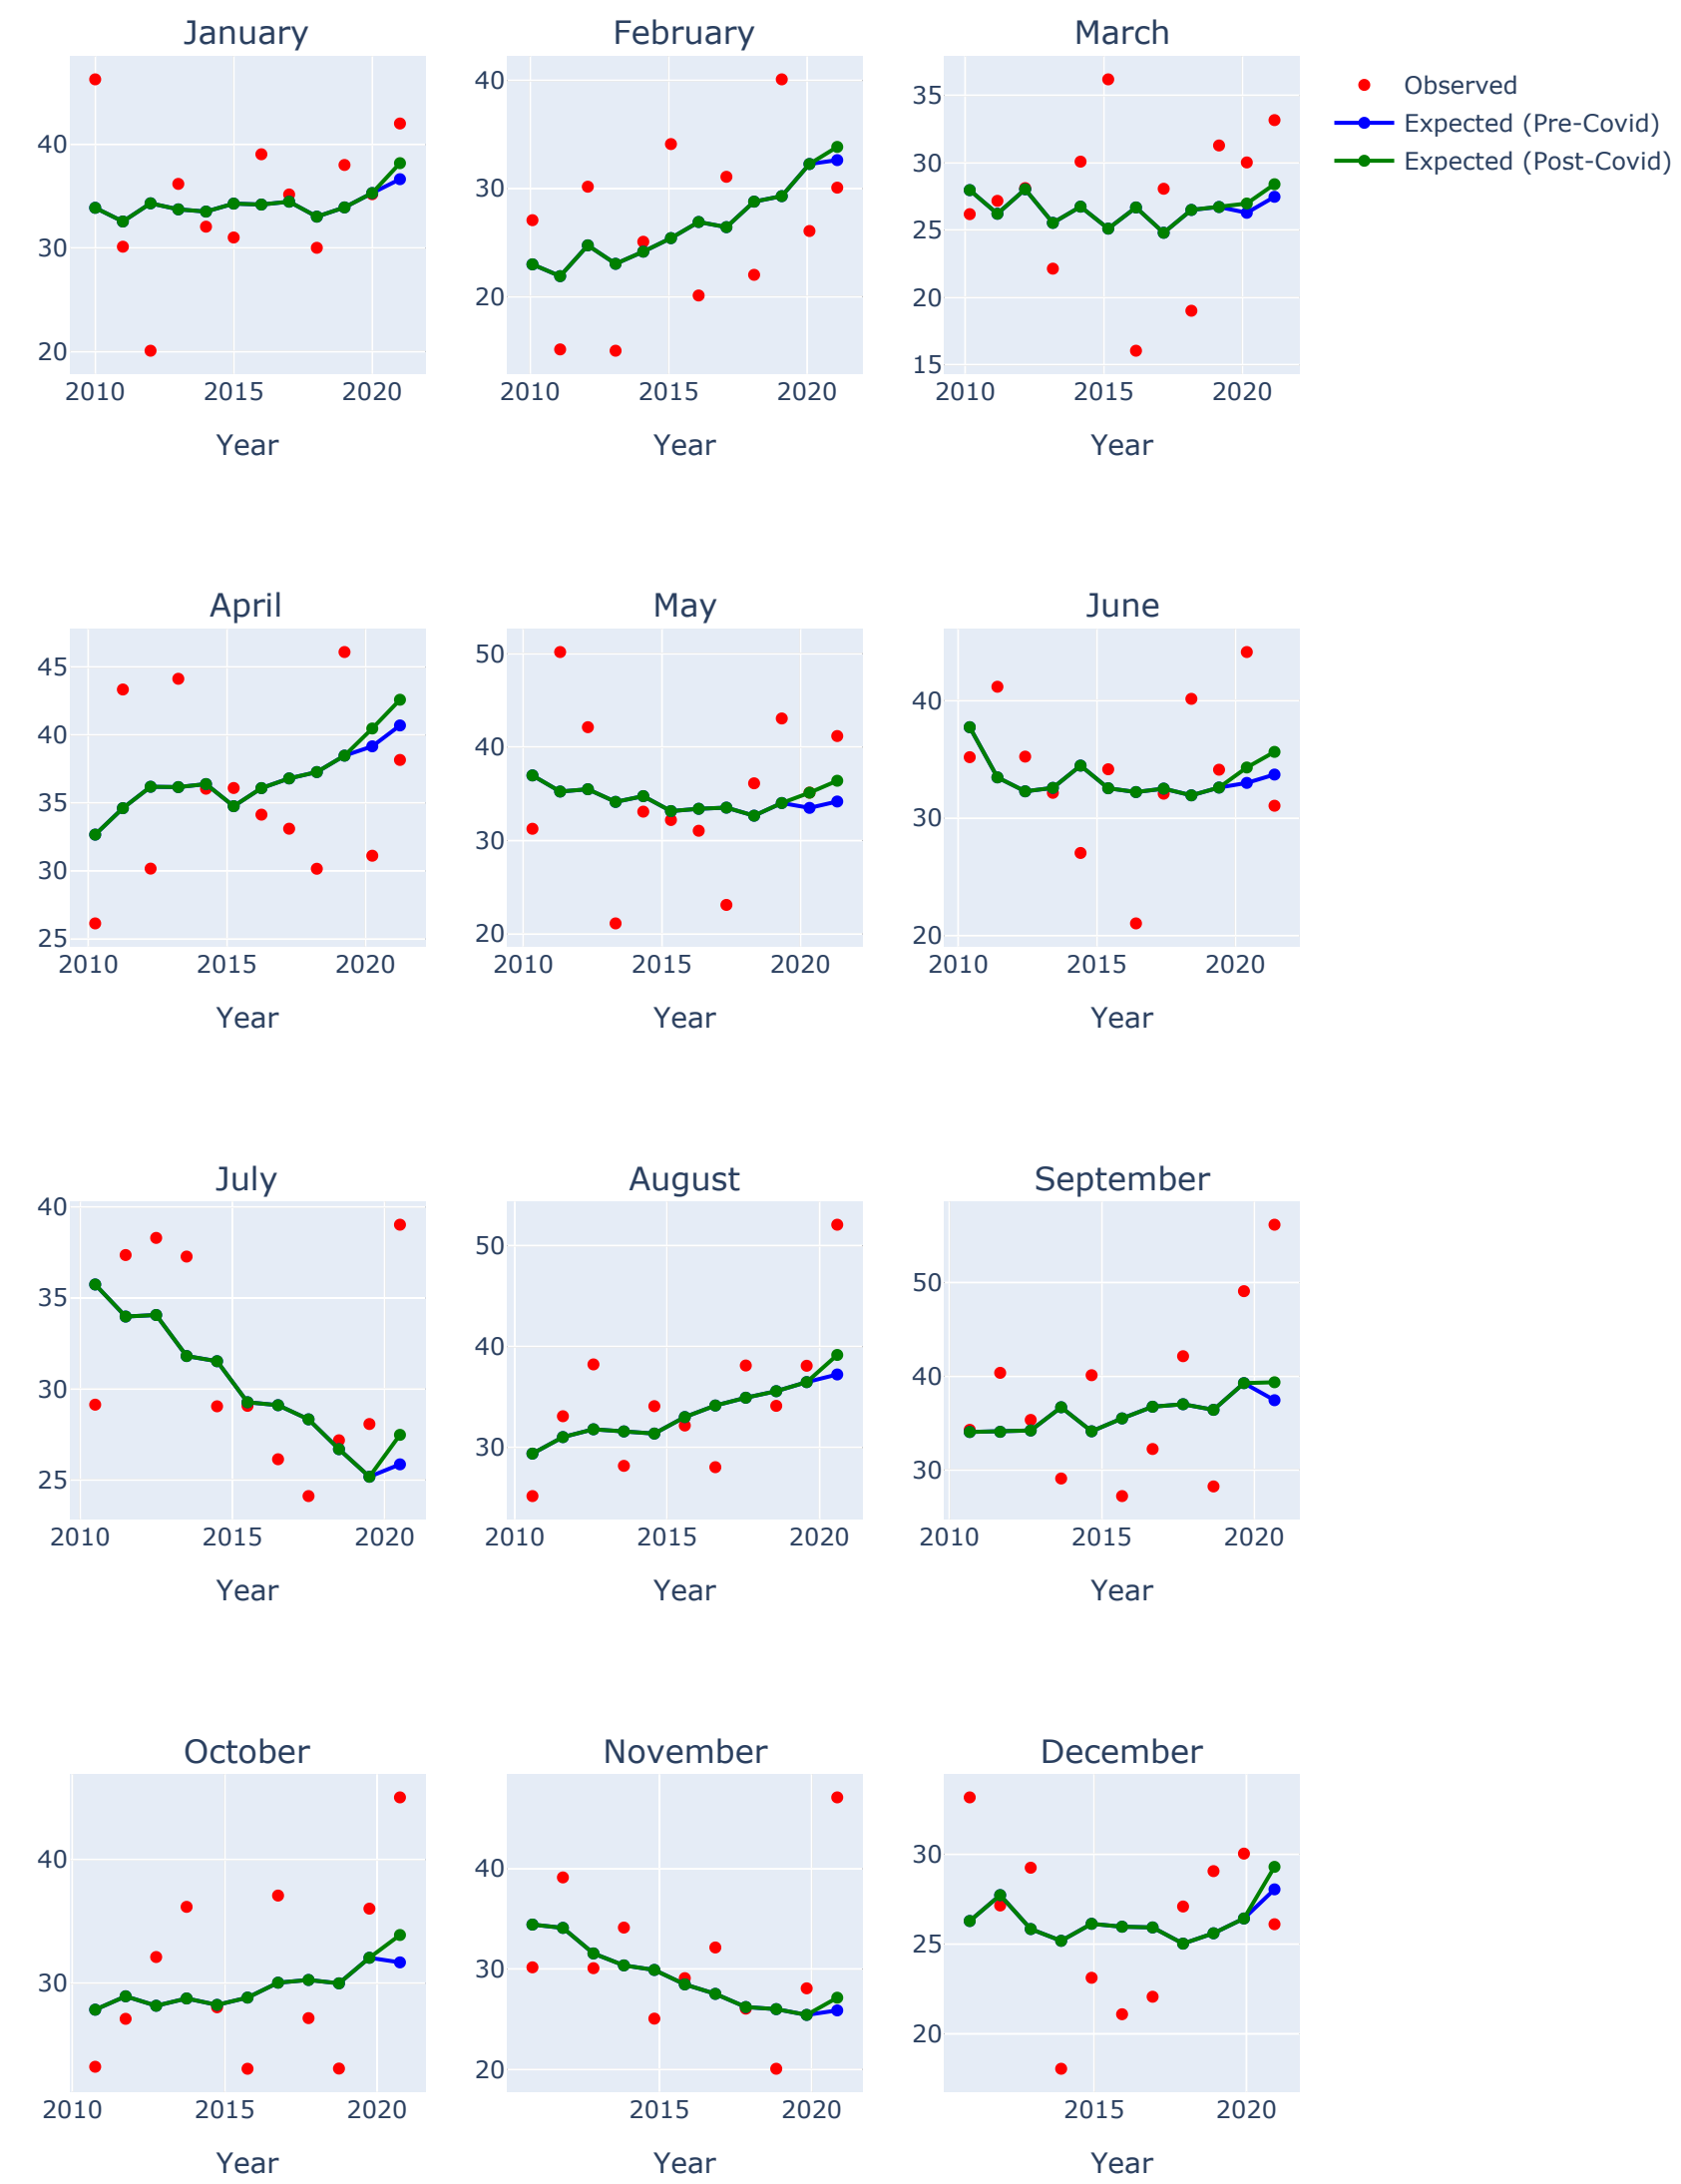 January
February
March
Observed
Expected (Pre-Covid)
Expected (Post-Covid)
40
30
20
2010 2015 2020
Year
40
30
20
2010 2015 2020
Year
35
30
25
20
15
2010 2015 2020
Year
April
May
June
45
40
35
30
25
2010 2015 2020
Year
50
40
30
20
2010 2015 2020
Year
40
30
20
2010 2015 2020
Year
July
August
September
40
35
30
25
2010 2015 2020
Year
50
40
30
2010 2015 2020
Year
50
40
30
2010 2015 2020
Year
October
November
December
40
30
2010 2015 2020
Year
40
30
20
2015 2020
Year
30
25
20
2015 2020
Year